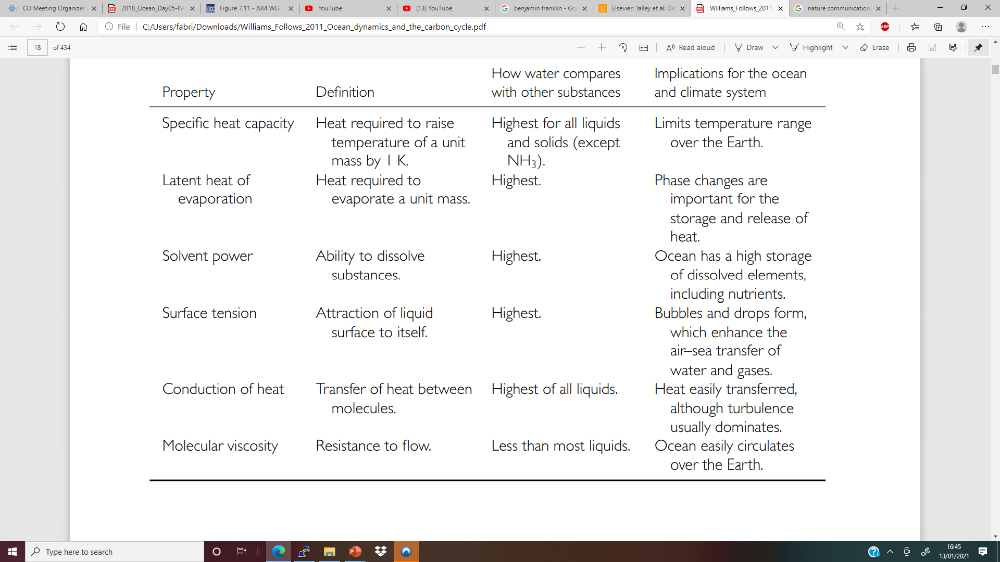 CO Meeting Organizer
2018_Ocean_Day05-IM
Figure 7.11 - AR4 WGI
YouTube
(13) YouTube
benjamin franklin - Goo
Elsevier: Talley et al: De
Williams_Follows_2011_
nature communication
File
C:/Users/fabri/Downloads/Williams_Follows_2011_Ocean_dynamics_and_the_carbon_cycle.pdf
ABP
18 of 434
Read aloud
Draw
Highlight
Erase
How water compares Implications for the ocean
Property Definition with other substances and climate system
Specific heat capacity Heat required to raise Highest for all liquids Limits temperature range
temperature of a unit and solids (except over the Earth.
mass by 1 K. NH3).
Latent heat of Heat required to Highest. Phase changes are
evaporation evaporate a unit mass. important for the
storage and release of
heat.
Solvent power Ability to dissolve Highest. Ocean has a high storage
substances. of dissolved elements,
including nutrients.
Surface tension Attraction of liquid Highest. Bubbles and drops form,
surface to itself. which enhance the
air–sea transfer of
water and gases.
Conduction of heat Transfer of heat between Highest of all liquids. Heat easily transferred,
molecules. although turbulence
usually dominates.
Molecular viscosity Resistance to flow. Less than most liquids. Ocean easily circulates
over the Earth.
Type here to search
16:45
13/01/2021